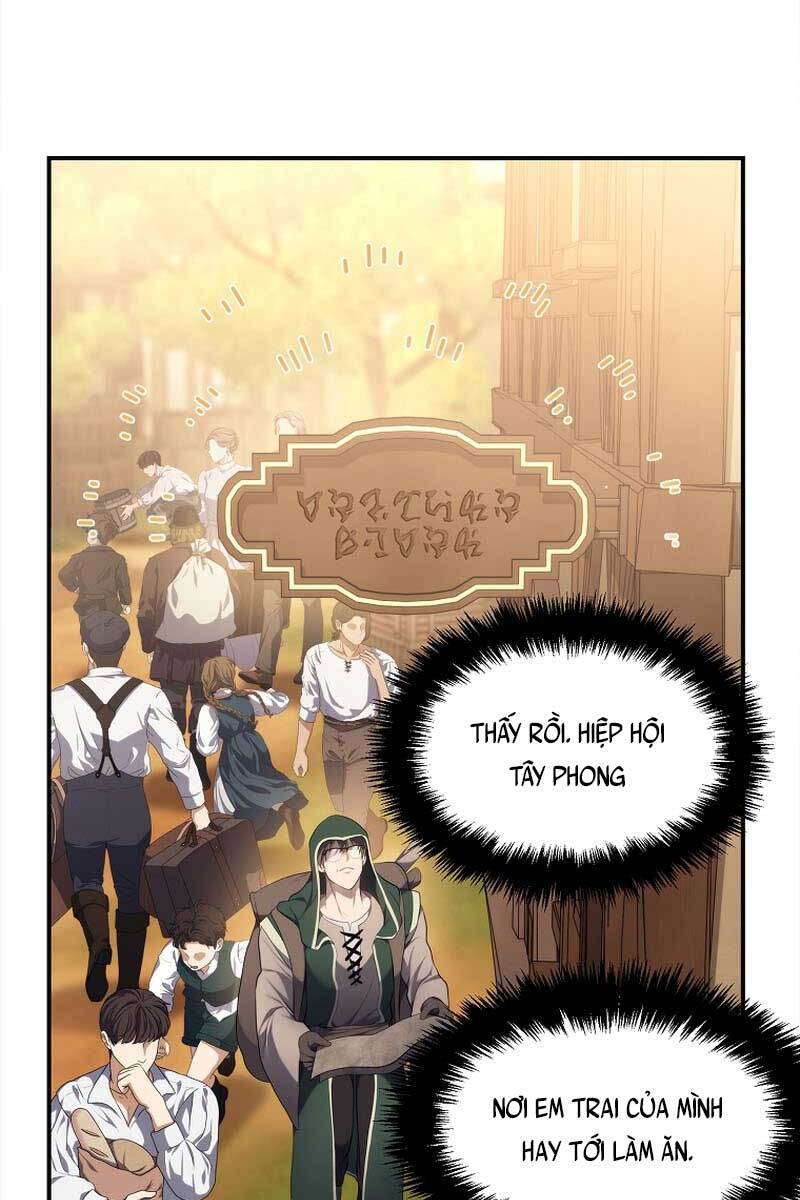 THẤY RỒI. HIỆP HỘI
TÂY PHONG
NƠI EM TRAI CỦA MÌNH
HAY TỚI LÀM ĂN.